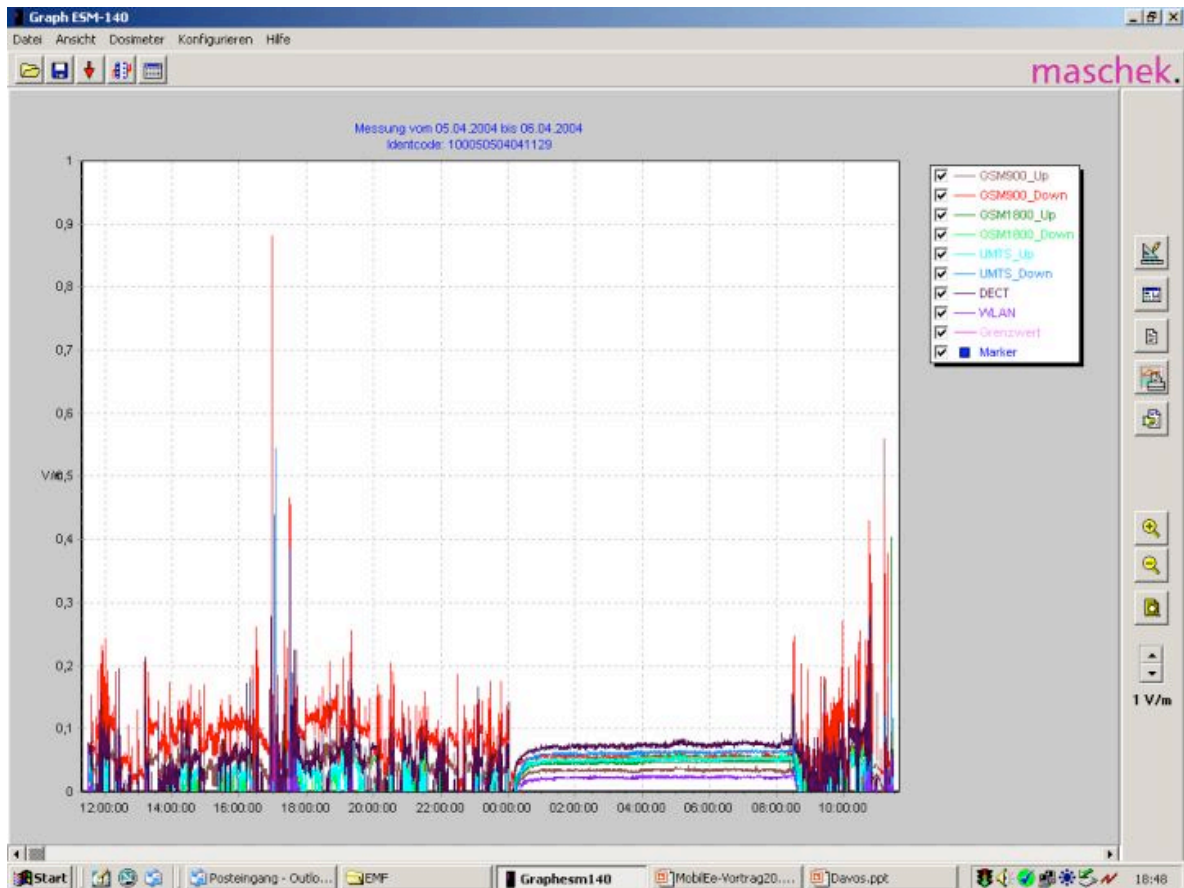 Graph ESM-140
Datei Ansicht Dosimeter Konfigurieren Hilfe
maschek.
Messung vom 05.04.2004 bis 06.04.2004
Identcode: 100050504041129
1
0,9
0,8
0,7
0,6
0,5
0,4
0,3
0,2
0,1
0
12:00:00 14:00:00 16:00:00 18:00:00 20:00:00 22:00:00 00:00:00 02:00:00 04:00:00 06:00:00 08:00:00 10:00:00
GSM900_Up
GSM900_Down
GSM1800_Up
GSM1800_Down
UMTS_Up
UMTS_Down
DECT
WLAN
Grenzwert
Marker
1 V/m
Start Posteingang - Outlo... EMF Graphesm140 MobilEe-Vortrag20.... Davos.ppt 18:48